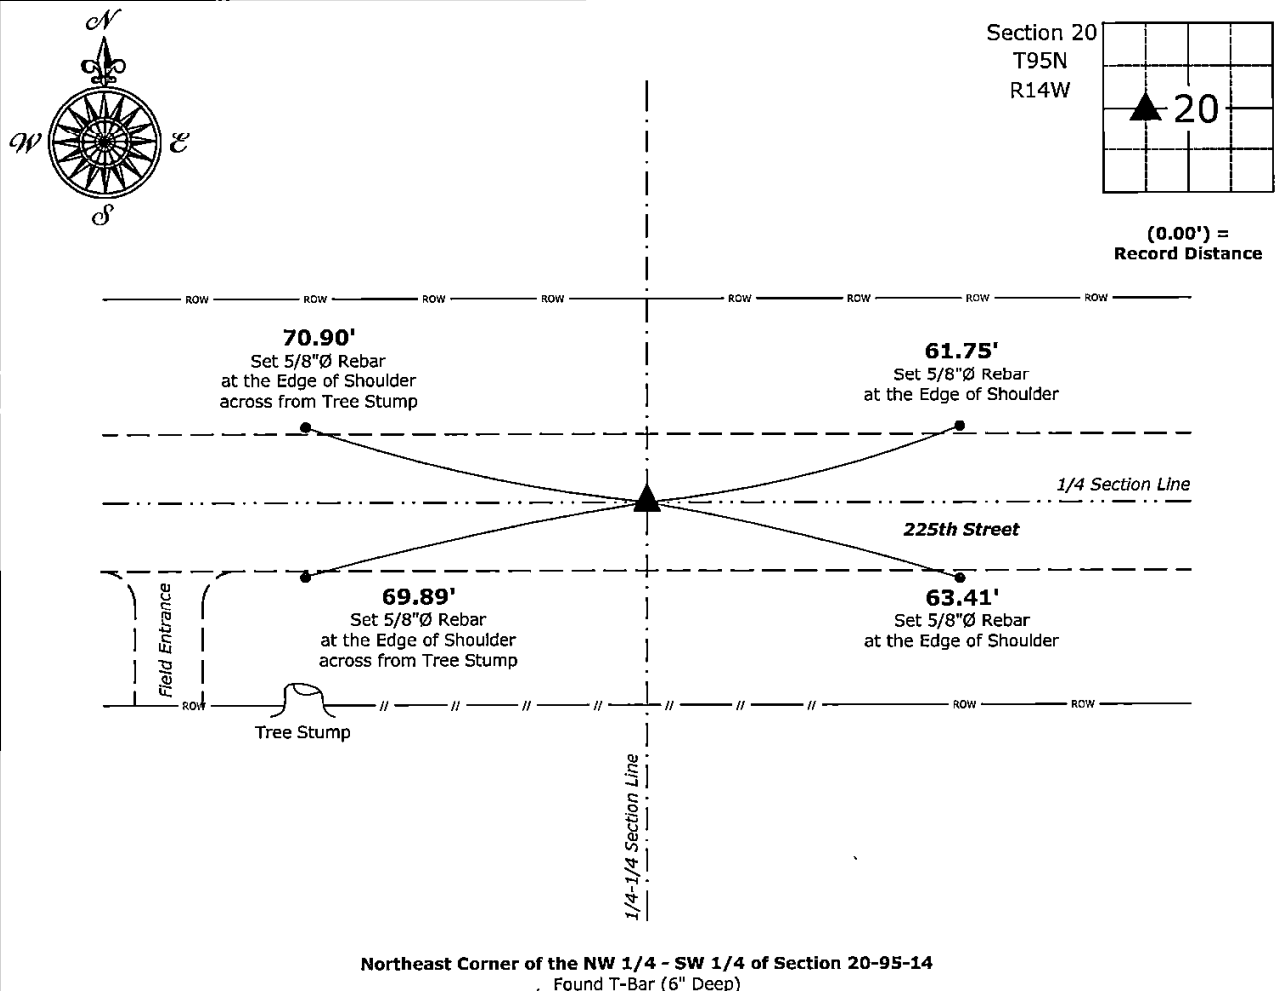 N
W
E
S
Section 20
T95N
R14W
20
(0.00') =
Record Distance
ROW ROW ROW ROW ROW ROW ROW ROW
70.90'
Set 5/8"Ø Rebar
at the Edge of Shoulder
across from Tree Stump
61.75'
Set 5/8"Ø Rebar
at the Edge of Shoulder
1/4 Section Line
225th Street
69.89'
Set 5/8"Ø Rebar
at the Edge of Shoulder
across from Tree Stump
63.41'
Set 5/8"Ø Rebar
at the Edge of Shoulder
Field Entrance
ROW // // // // // // // ROW ROW
Tree Stump
1/4-1/4 Section Line
Northeast Corner of the NW 1/4 - SW 1/4 of Section 20-95-14
Found T-Bar (6" Deep)